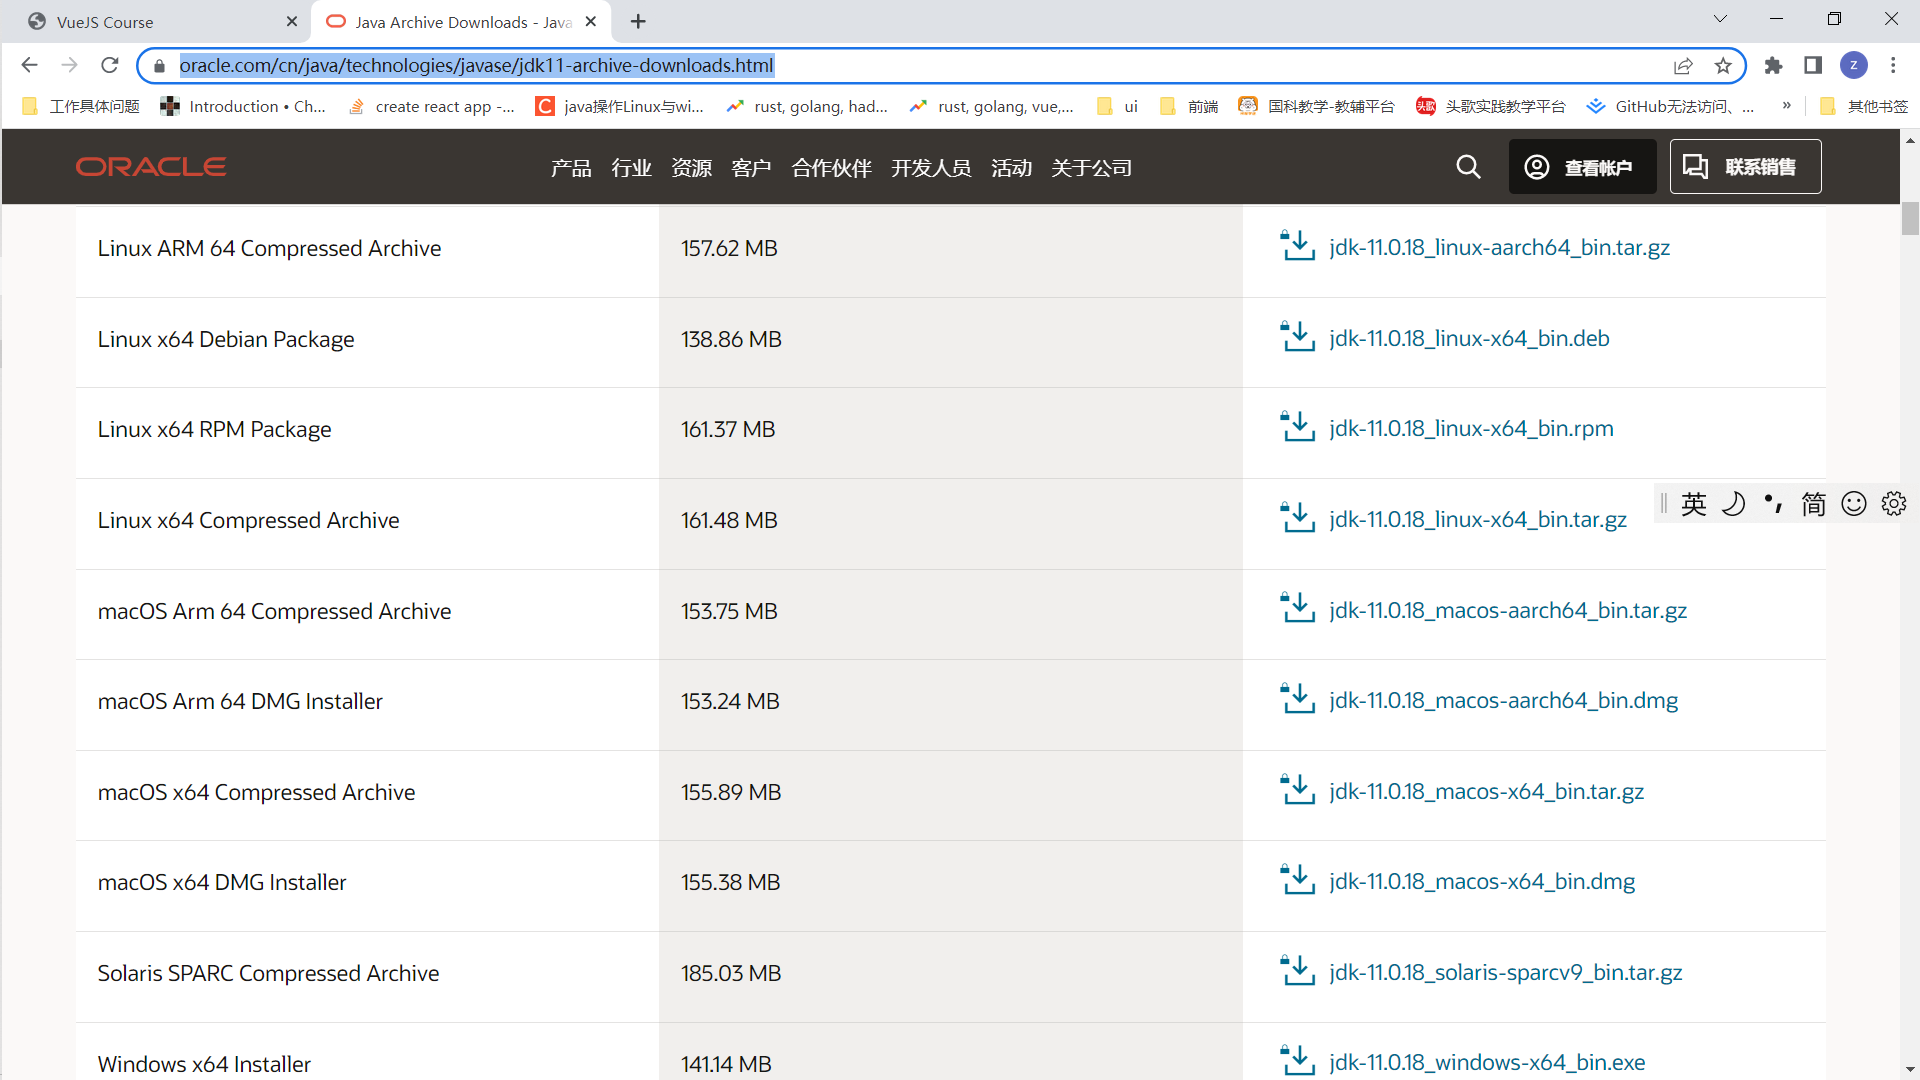 VueJS Course
Java Archive Downloads - Java
oracle.com/cn/java/technologies/javase/jdk11-archive-downloads.html
z
工作具体问题
Introduction • Ch...
create react app -...
C java操作Linux与wi...
rust, golang, had...
rust, golang, vue,...
ui
前端
国科教学-教辅平台
头歌 头歌实践教学平台
GitHub无法访问、...
»
其他书签
ORACLE
产品 行业 资源 客户 合作伙伴 开发人员 活动 关于公司
查看帐户
联系销售
Linux ARM 64 Compressed Archive 157.62 MB jdk-11.0.18_linux-aarch64_bin.tar.gz
Linux x64 Debian Package 138.86 MB jdk-11.0.18_linux-x64_bin.deb
Linux x64 RPM Package 161.37 MB jdk-11.0.18_linux-x64_bin.rpm
英 简
Linux x64 Compressed Archive 161.48 MB jdk-11.0.18_linux-x64_bin.tar.gz
macOS Arm 64 Compressed Archive 153.75 MB jdk-11.0.18_macos-aarch64_bin.tar.gz
macOS Arm 64 DMG Installer 153.24 MB jdk-11.0.18_macos-aarch64_bin.dmg
macOS x64 Compressed Archive 155.89 MB jdk-11.0.18_macos-x64_bin.tar.gz
macOS x64 DMG Installer 155.38 MB jdk-11.0.18_macos-x64_bin.dmg
Solaris SPARC Compressed Archive 185.03 MB jdk-11.0.18_solaris-sparcv9_bin.tar.gz
Windows x64 Installer 141.14 MB jdk-11.0.18_windows-x64_bin.exe